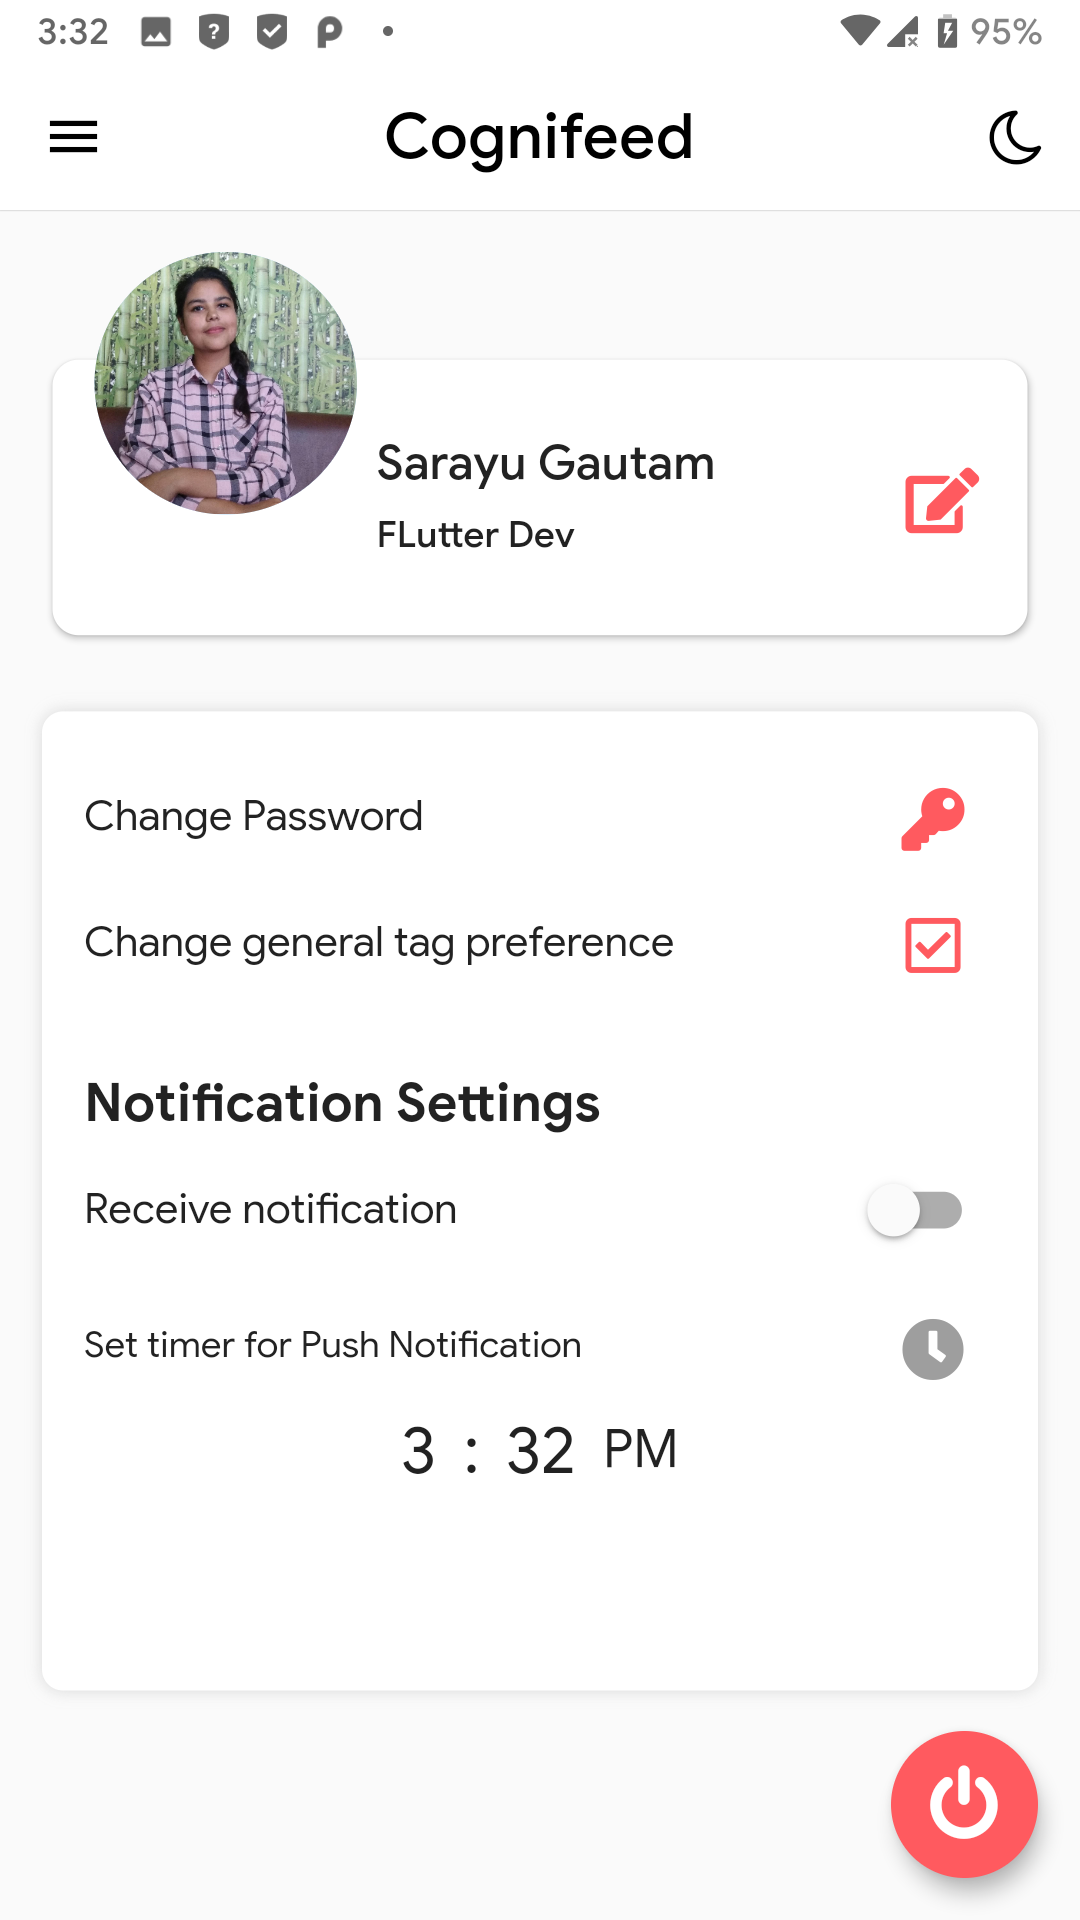 3:32 95%
Cognifeed
Sarayu Gautam
FLutter Dev
Change Password
Change general tag preference
Notification Settings
Receive notification
Set timer for Push Notification
3 : 32 PM